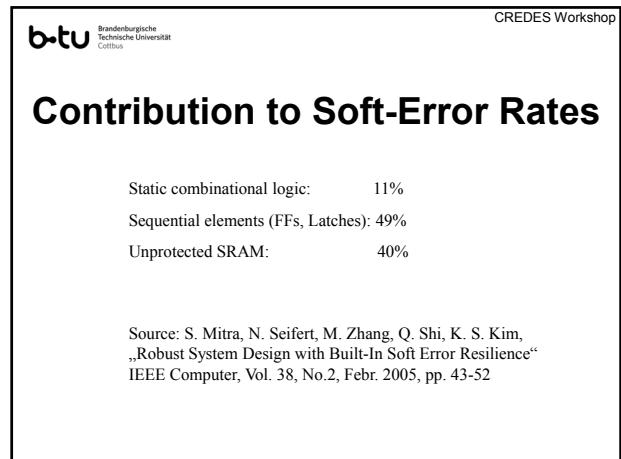 CREDES Workshop
b-tu
Brandenburgische
Technische Universität
Cottbus
Contribution to Soft-Error Rates
Static combinational logic: 11%
Sequential elements (FFs, Latches): 49%
Unprotected SRAM: 40%
Source: S. Mitra, N. Seifert, M. Zhang, Q. Shi, K. S. Kim,
„Robust System Design with Built-In Soft Error Resilience“
IEEE Computer, Vol. 38, No.2, Febr. 2005, pp. 43-52